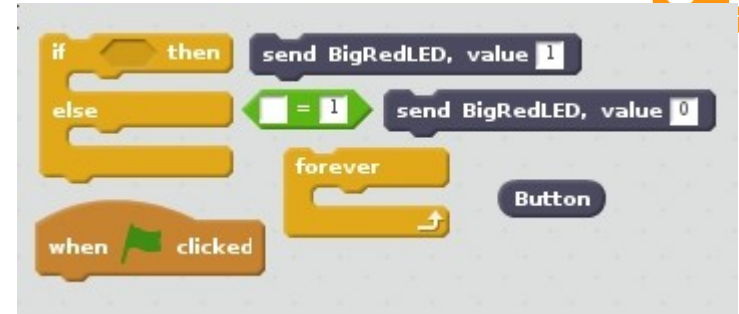 if then
send BigRedLED, value 1
else
= 1
send BigRedLED, value 0
forever
Button
when clicked